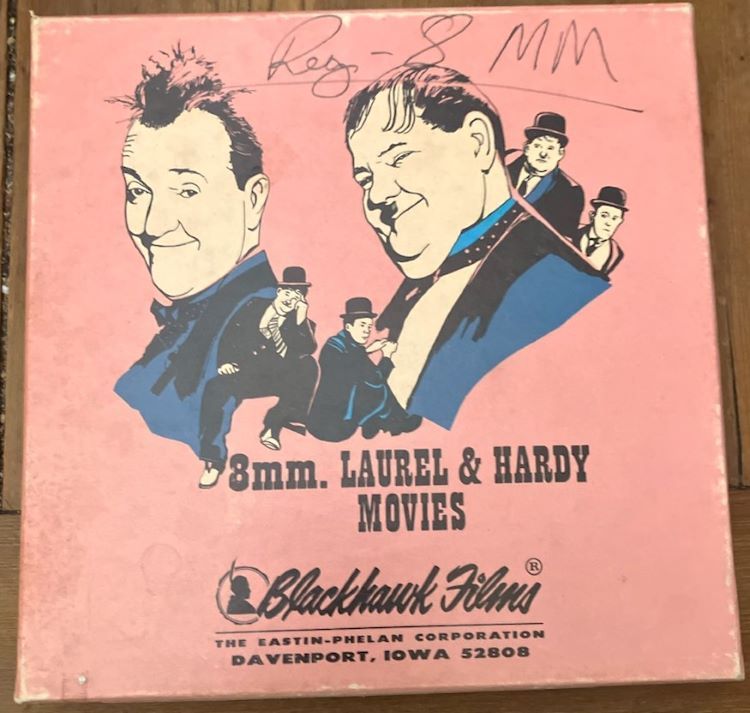 Reg - 8 MM
8mm. LAUREL & HARDY
MOVIES
Blackhawk Films ®
THE EASTIN-PHELAN CORPORATION
DAVENPORT, IOWA 52808